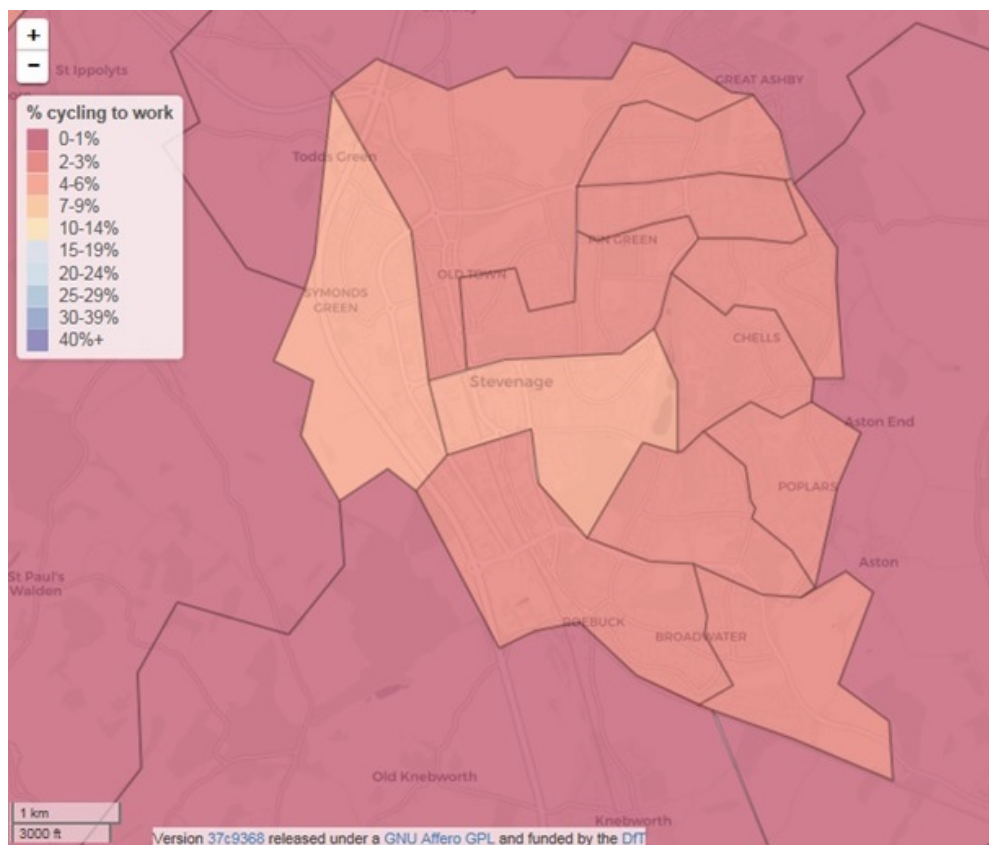 +
−
St Ippolyts
GREAT ASHBY
% cycling to work
0-1%
2-3%
4-6%
7-9%
10-14%
15-19%
20-24%
25-29%
30-39%
40%+
Todds Green
PIN GREEN
OLD TOWN
SYMONDS
GREEN
CHELLS
Stevenage
Aston End
POPLARS
Aston
St Paul's
Walden
ROEBUCK
BROADWATER
Old Knebworth
1 km
3000 ft
Knebworth
Version 37c9368 released under a GNU Affero GPL and funded by the DfT